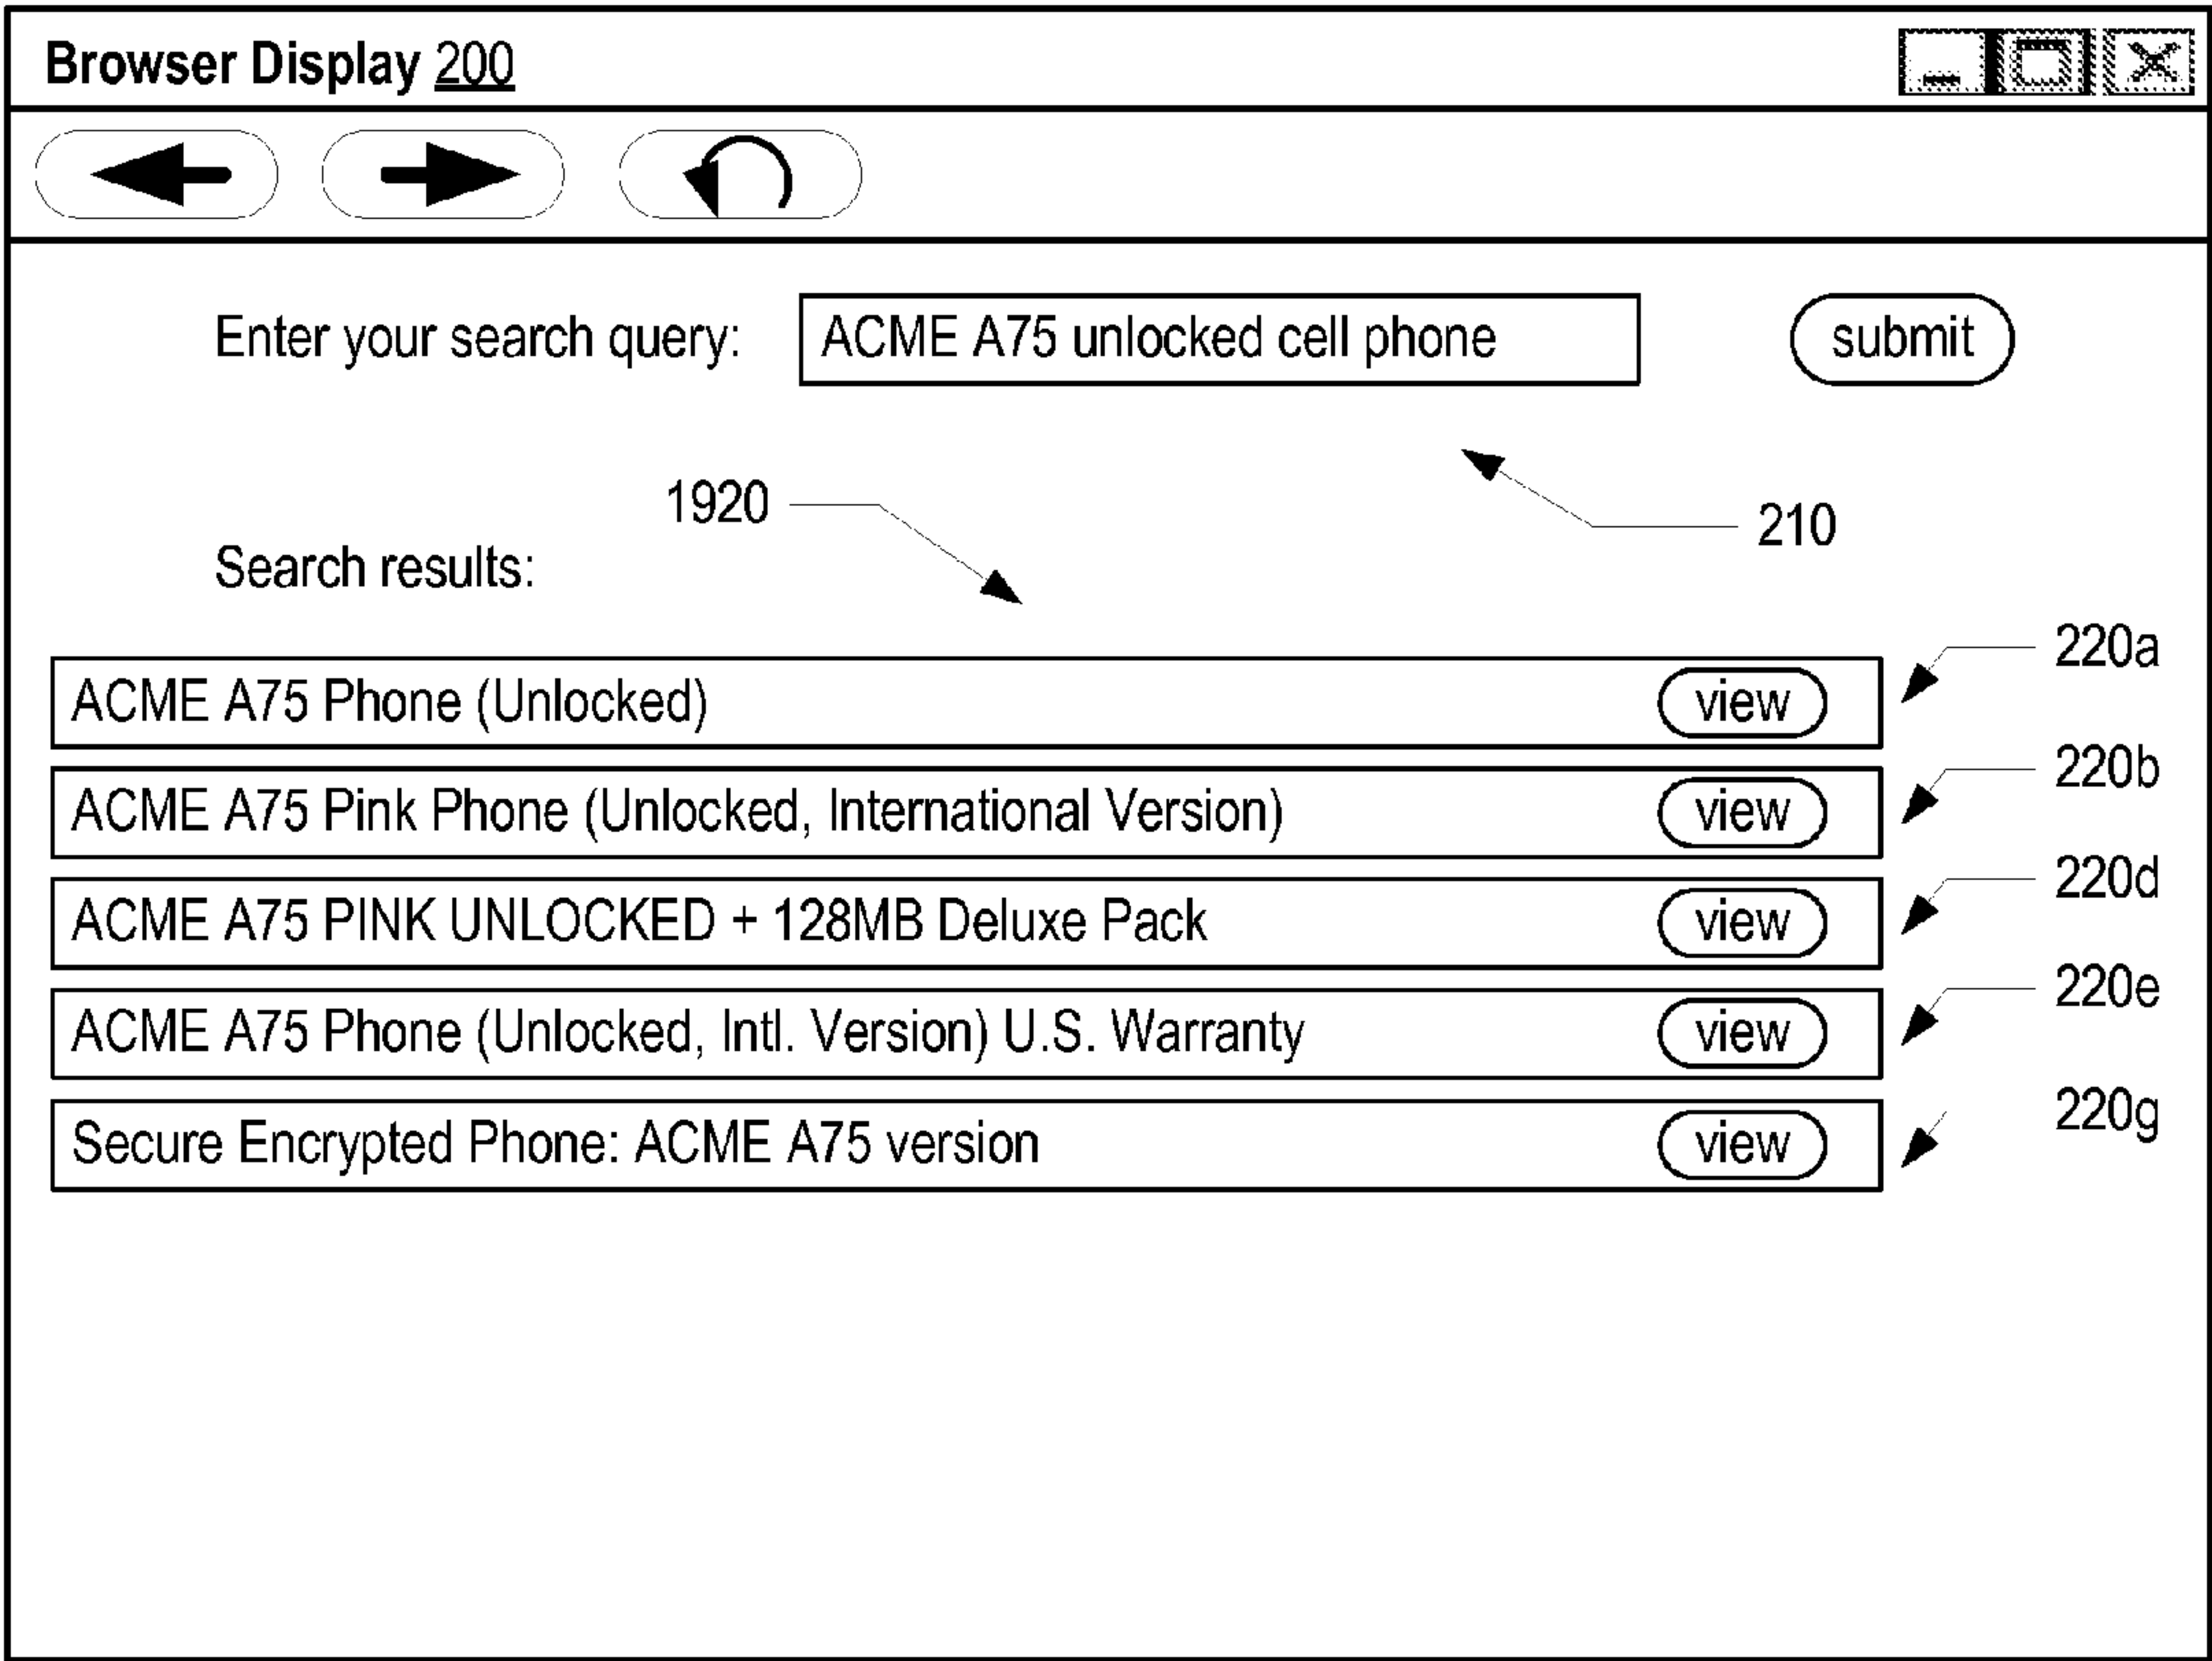 Browser Display 200
Enter your search query: ACME A75 unlocked cell phone submit
1920
210
Search results:
220a
ACME A75 Phone (Unlocked) view
220b
ACME A75 Pink Phone (Unlocked, International Version) view
220d
ACME A75 PINK UNLOCKED + 128MB Deluxe Pack view
220e
ACME A75 Phone (Unlocked, Intl. Version) U.S. Warranty view
220g
Secure Encrypted Phone: ACME A75 version view